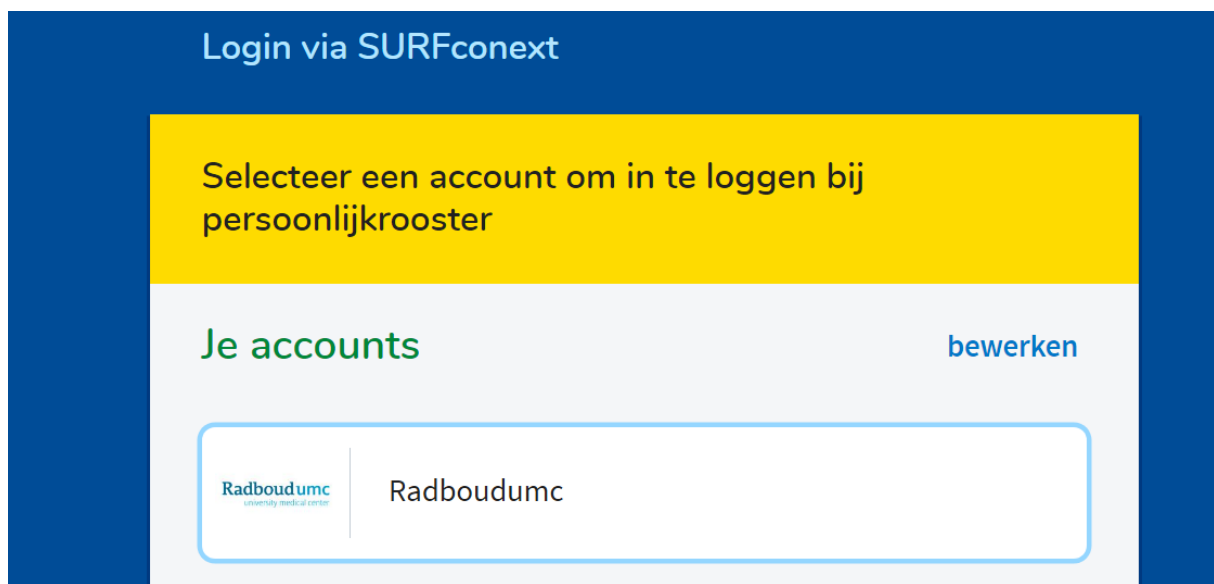 Login via SURFconext
Selecteer een account om in te loggen bij
persoonlijkrooster
Je accounts
bewerken
Radboudumc
university medical center
Radboudumc